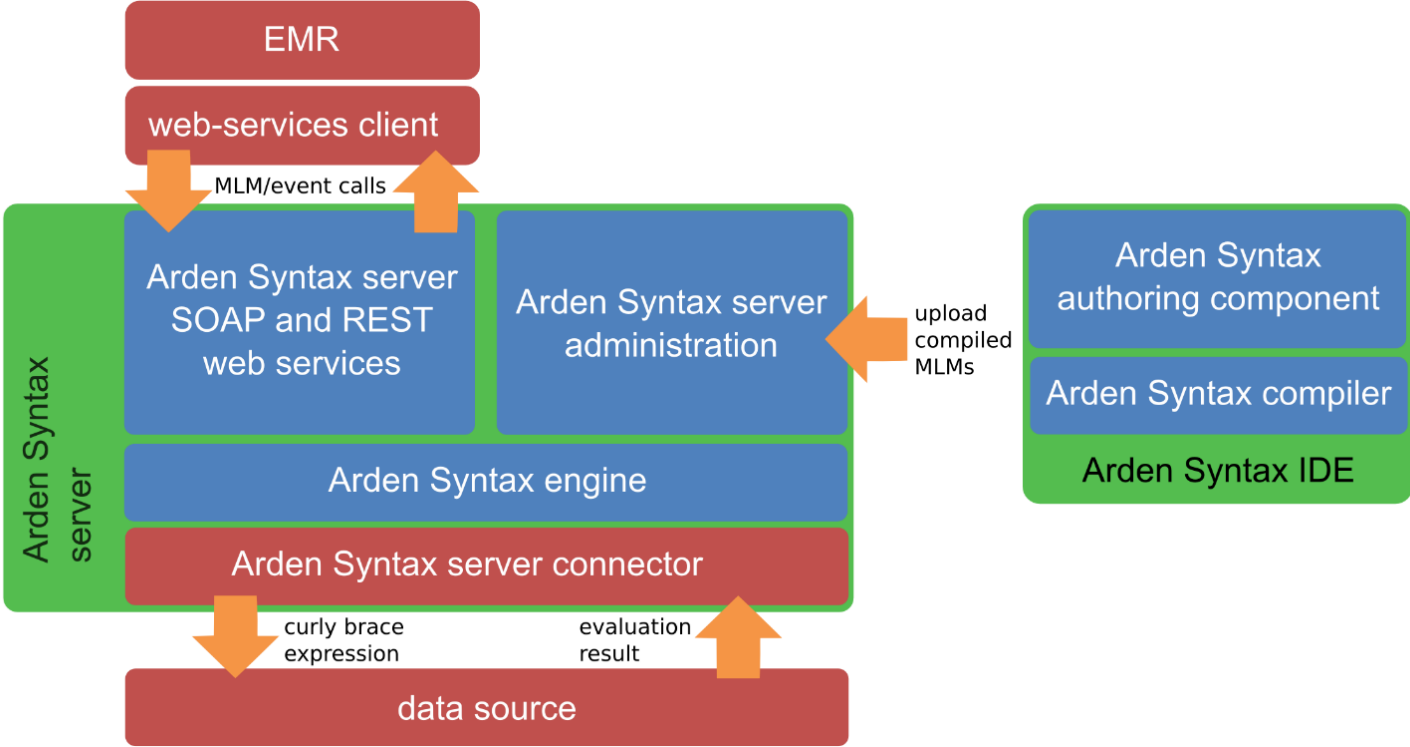 EMR
web-services client
MLM/event calls
Arden Syntax
server
Arden Syntax server
SOAP and REST
web services
Arden Syntax server
administration
upload
compiled
MLMs
Arden Syntax
authoring component
Arden Syntax compiler
Arden Syntax IDE
Arden Syntax engine
Arden Syntax server connector
curly brace
expression
evaluation
result
data source